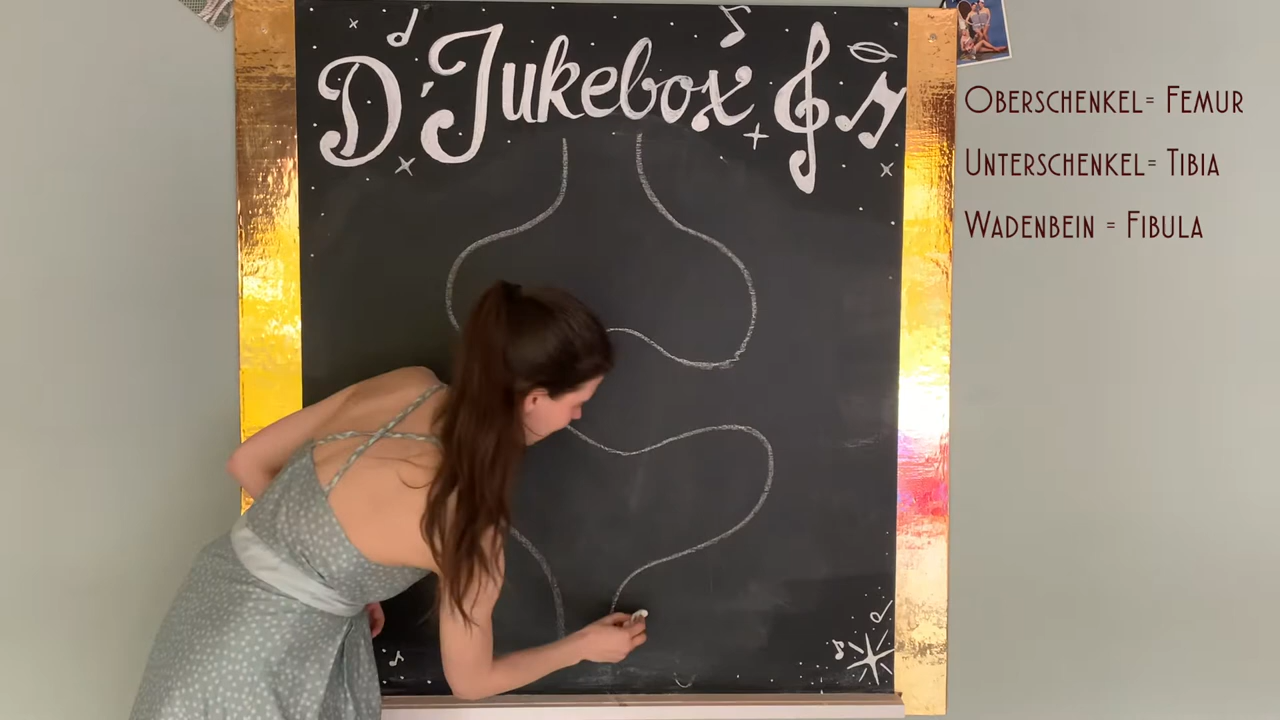 D'Jukebox
Oberschenkel= Femur
Unterschenkel= Tibia
Wadenbein = Fibula